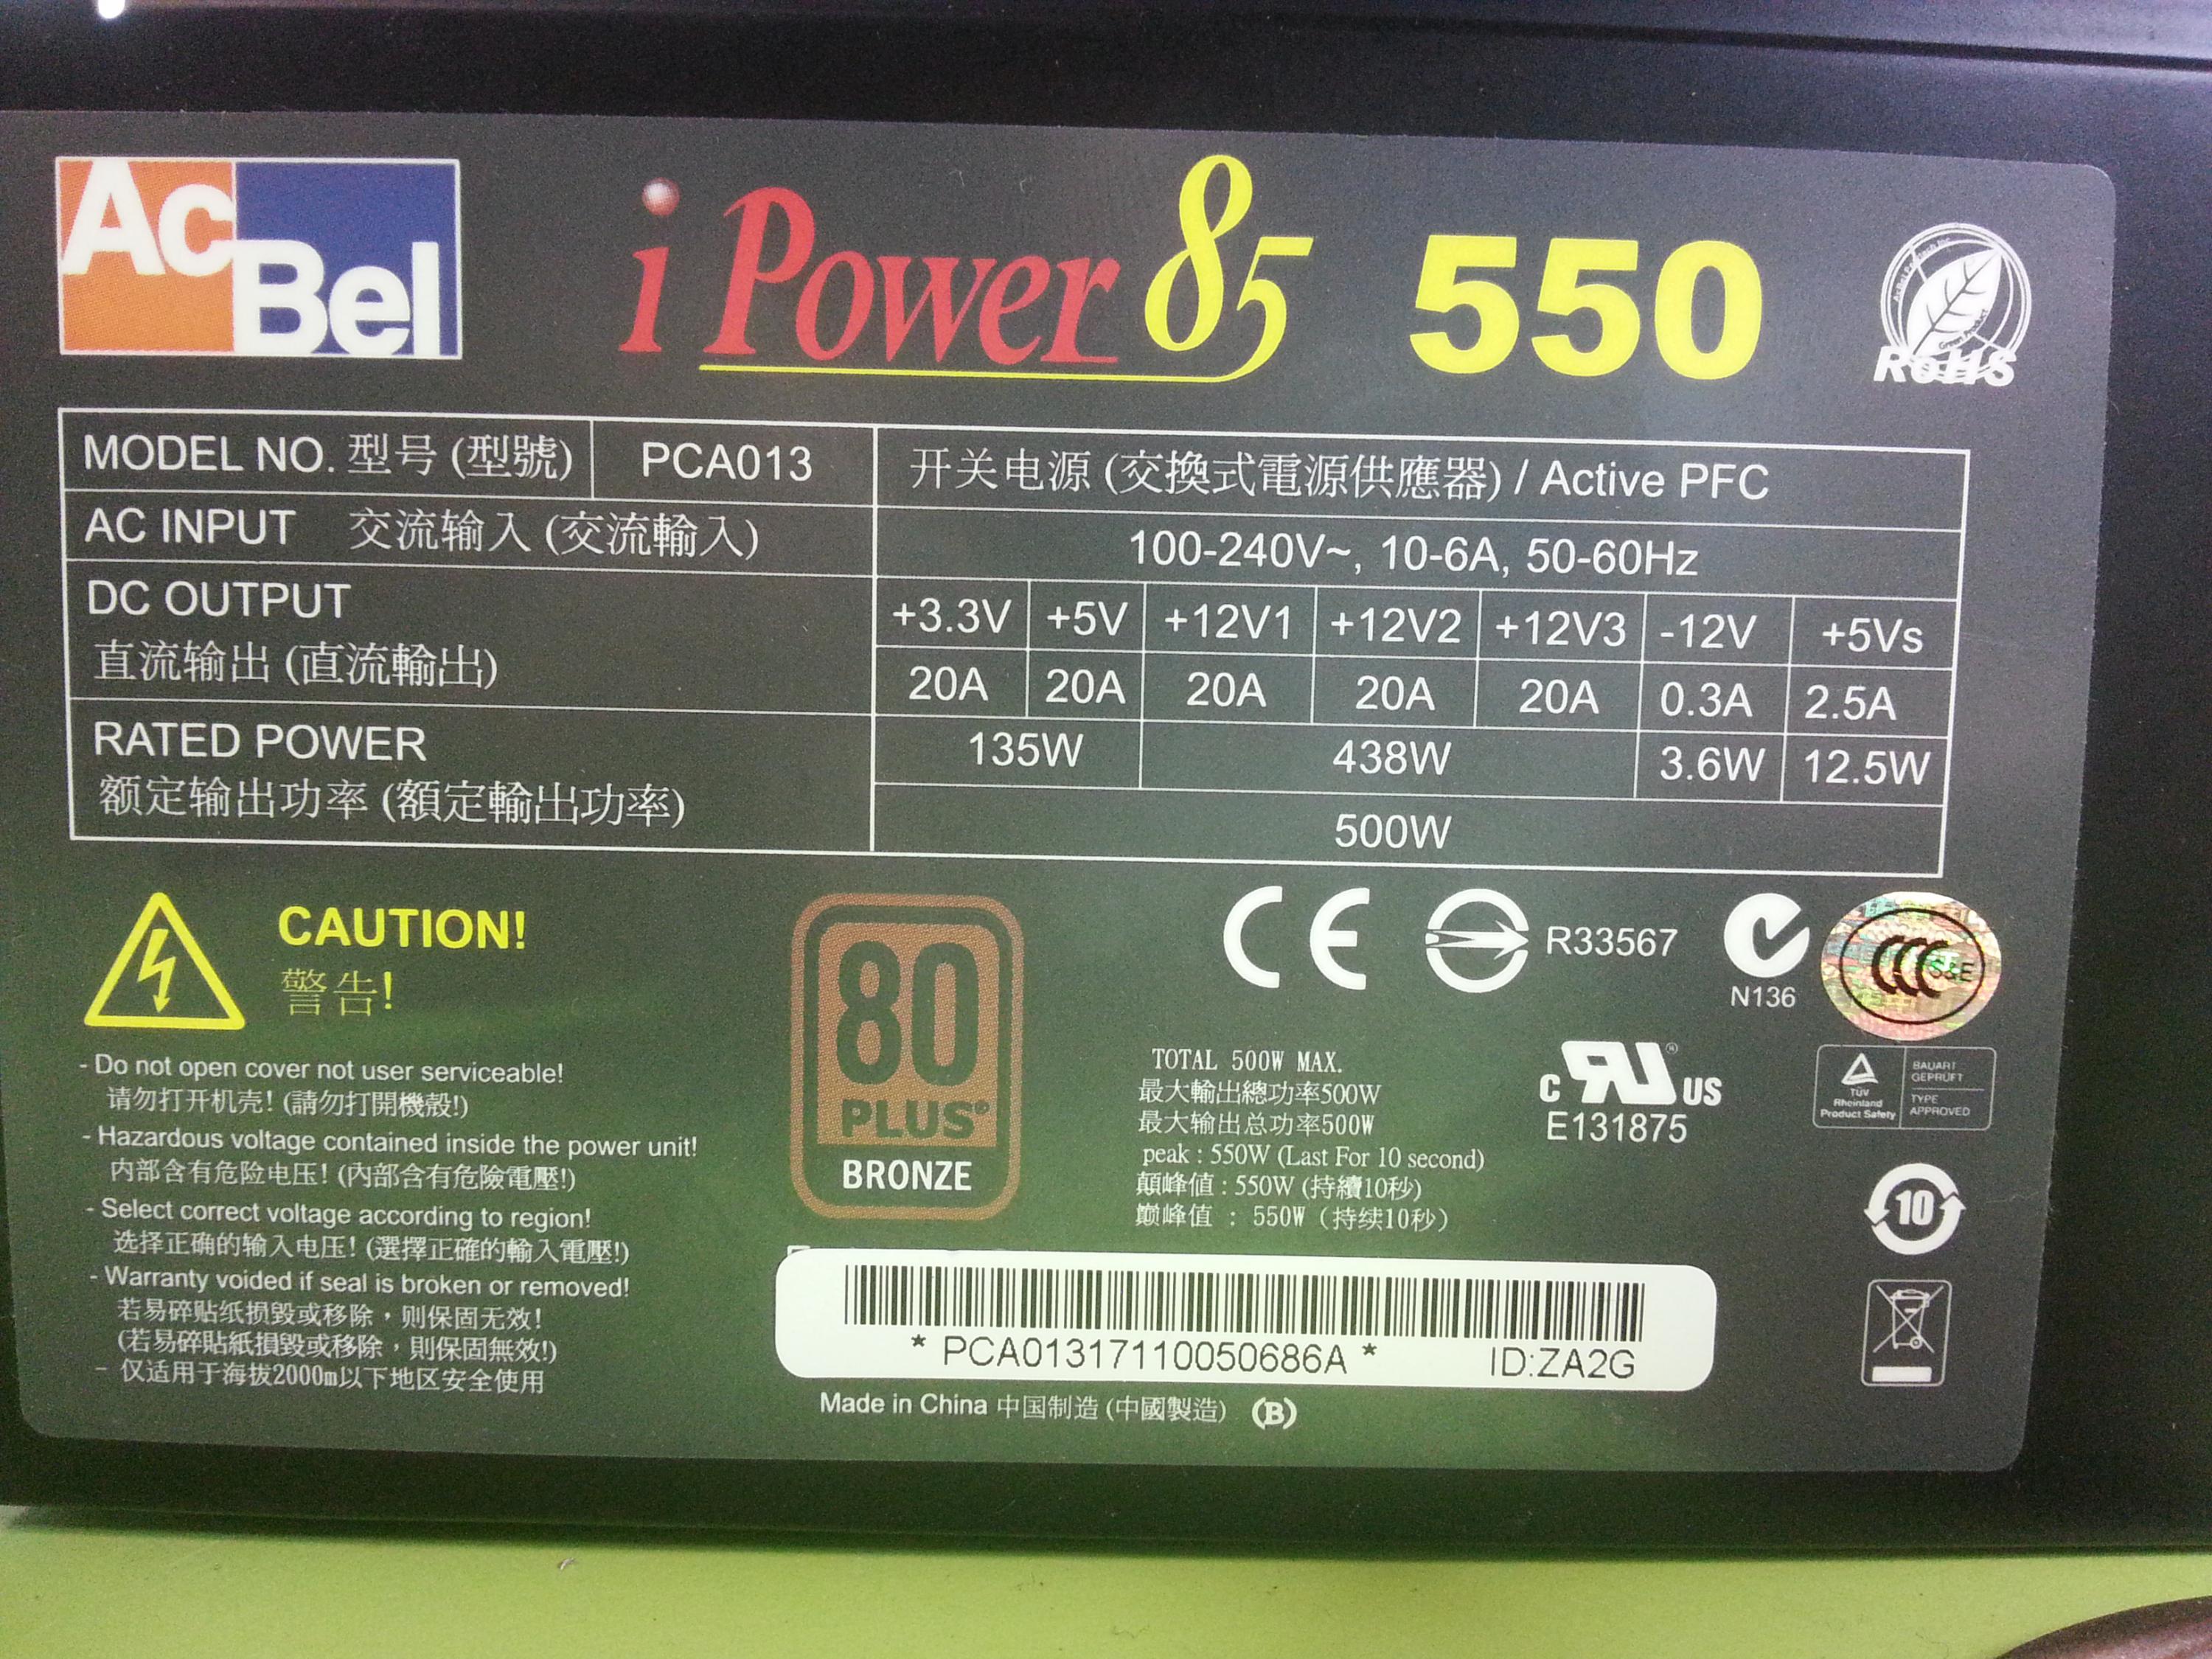 AcBel
i Power 85 550
RoHS
MODEL NO. 型号 (型號) PCA013 开关电源 (交換式電源供應器) / Active PFC
AC INPUT 交流输入 (交流輸入) 100-240V~, 10-6A, 50-60Hz
DC OUTPUT
直流输出 (直流輸出)
+3.3V +5V +12V1 +12V2 +12V3 -12V +5Vs
20A 20A 20A 20A 20A 0.3A 2.5A
RATED POWER
额定输出功率 (額定輸出功率)
135W 438W 3.6W 12.5W
500W
CAUTION!
警告!
- Do not open cover not user serviceable!
请勿打开机壳! (請勿打開機殼!)
- Hazardous voltage contained inside the power unit!
内部含有危险电压! (內部含有危險電壓!)
- Select correct voltage according to region!
选择正确的输入电压! (選擇正確的輸入電壓!)
- Warranty voided if seal is broken or removed!
若易碎贴纸损毁或移除，则保固无效!
(若易碎貼紙損毀或移除，則保固無效!)
- 仅适用于海拔2000m以下地区安全使用
80
PLUS®
BRONZE
CE
R33567
N136
CCC S&E
TOTAL 500W MAX.
最大輸出總功率500W
最大输出总功率500W
peak : 550W (Last For 10 second)
顛峰值 : 550W (持續10秒)
巅峰值 : 550W (持续10秒)
c RU US ®
E131875
TÜV
Rheinland
Product Safety
BAUART
GEPRÜFT
TYPE
APPROVED
10
* PCA01317110050686A * ID:ZA2G
Made in China 中国制造 (中國製造) (B)